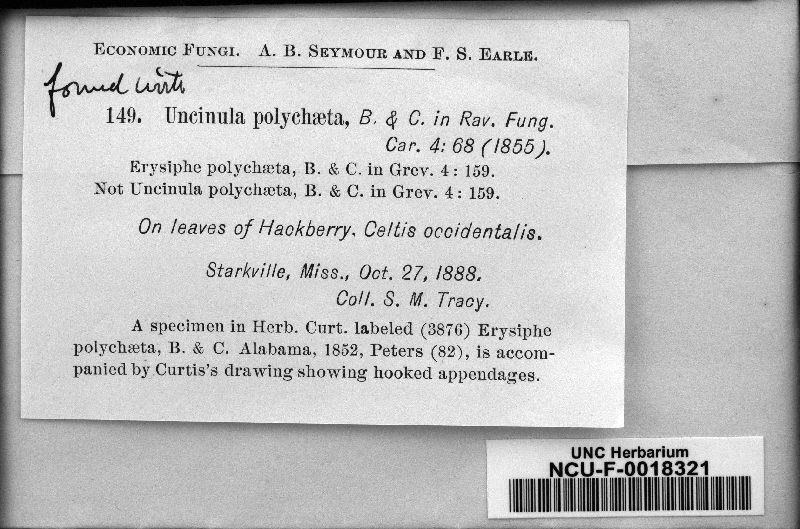 ECONOMIC FUNGI. A. B. SEYMOUR AND F. S. EARLE.
found with
149. Uncinula polychæta, B. & C. in Rav. Fung.
Car. 4: 68 (1855).
Erysiphe polychæta, B. & C. in Grev. 4: 159.
Not Uncinula polychæta, B. & C. in Grev. 4: 159.
On leaves of Hackberry. Celtis occidentalis.
Starkville, Miss., Oct. 27, 1888.
Coll. S. M. Tracy.
A specimen in Herb. Curt. labeled (3876) Erysiphe
polychæta, B. & C. Alabama, 1852, Peters (82), is accom-
panied by Curtis's drawing showing hooked appendages.
UNC Herbarium
NCU-F-0018321